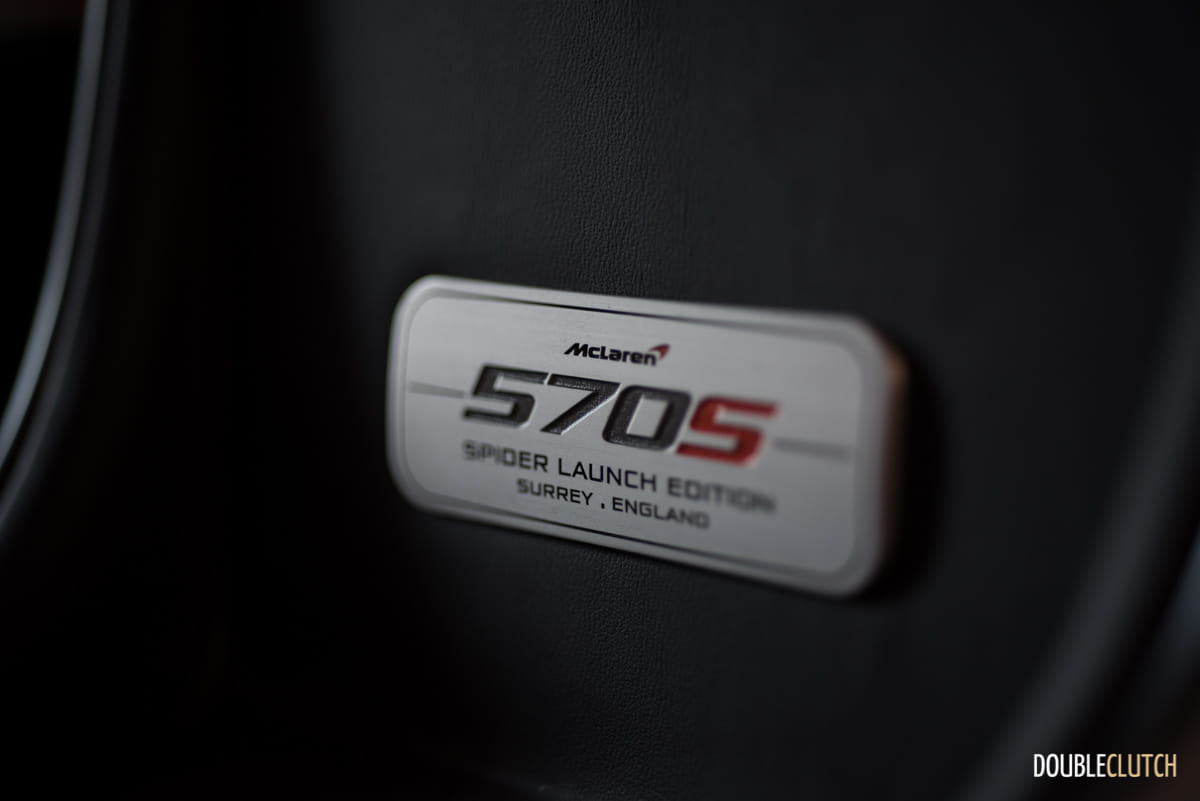 McLaren
570S
SPIDER LAUNCH EDITION
SURREY . ENGLAND
DOUBLECLUTCH